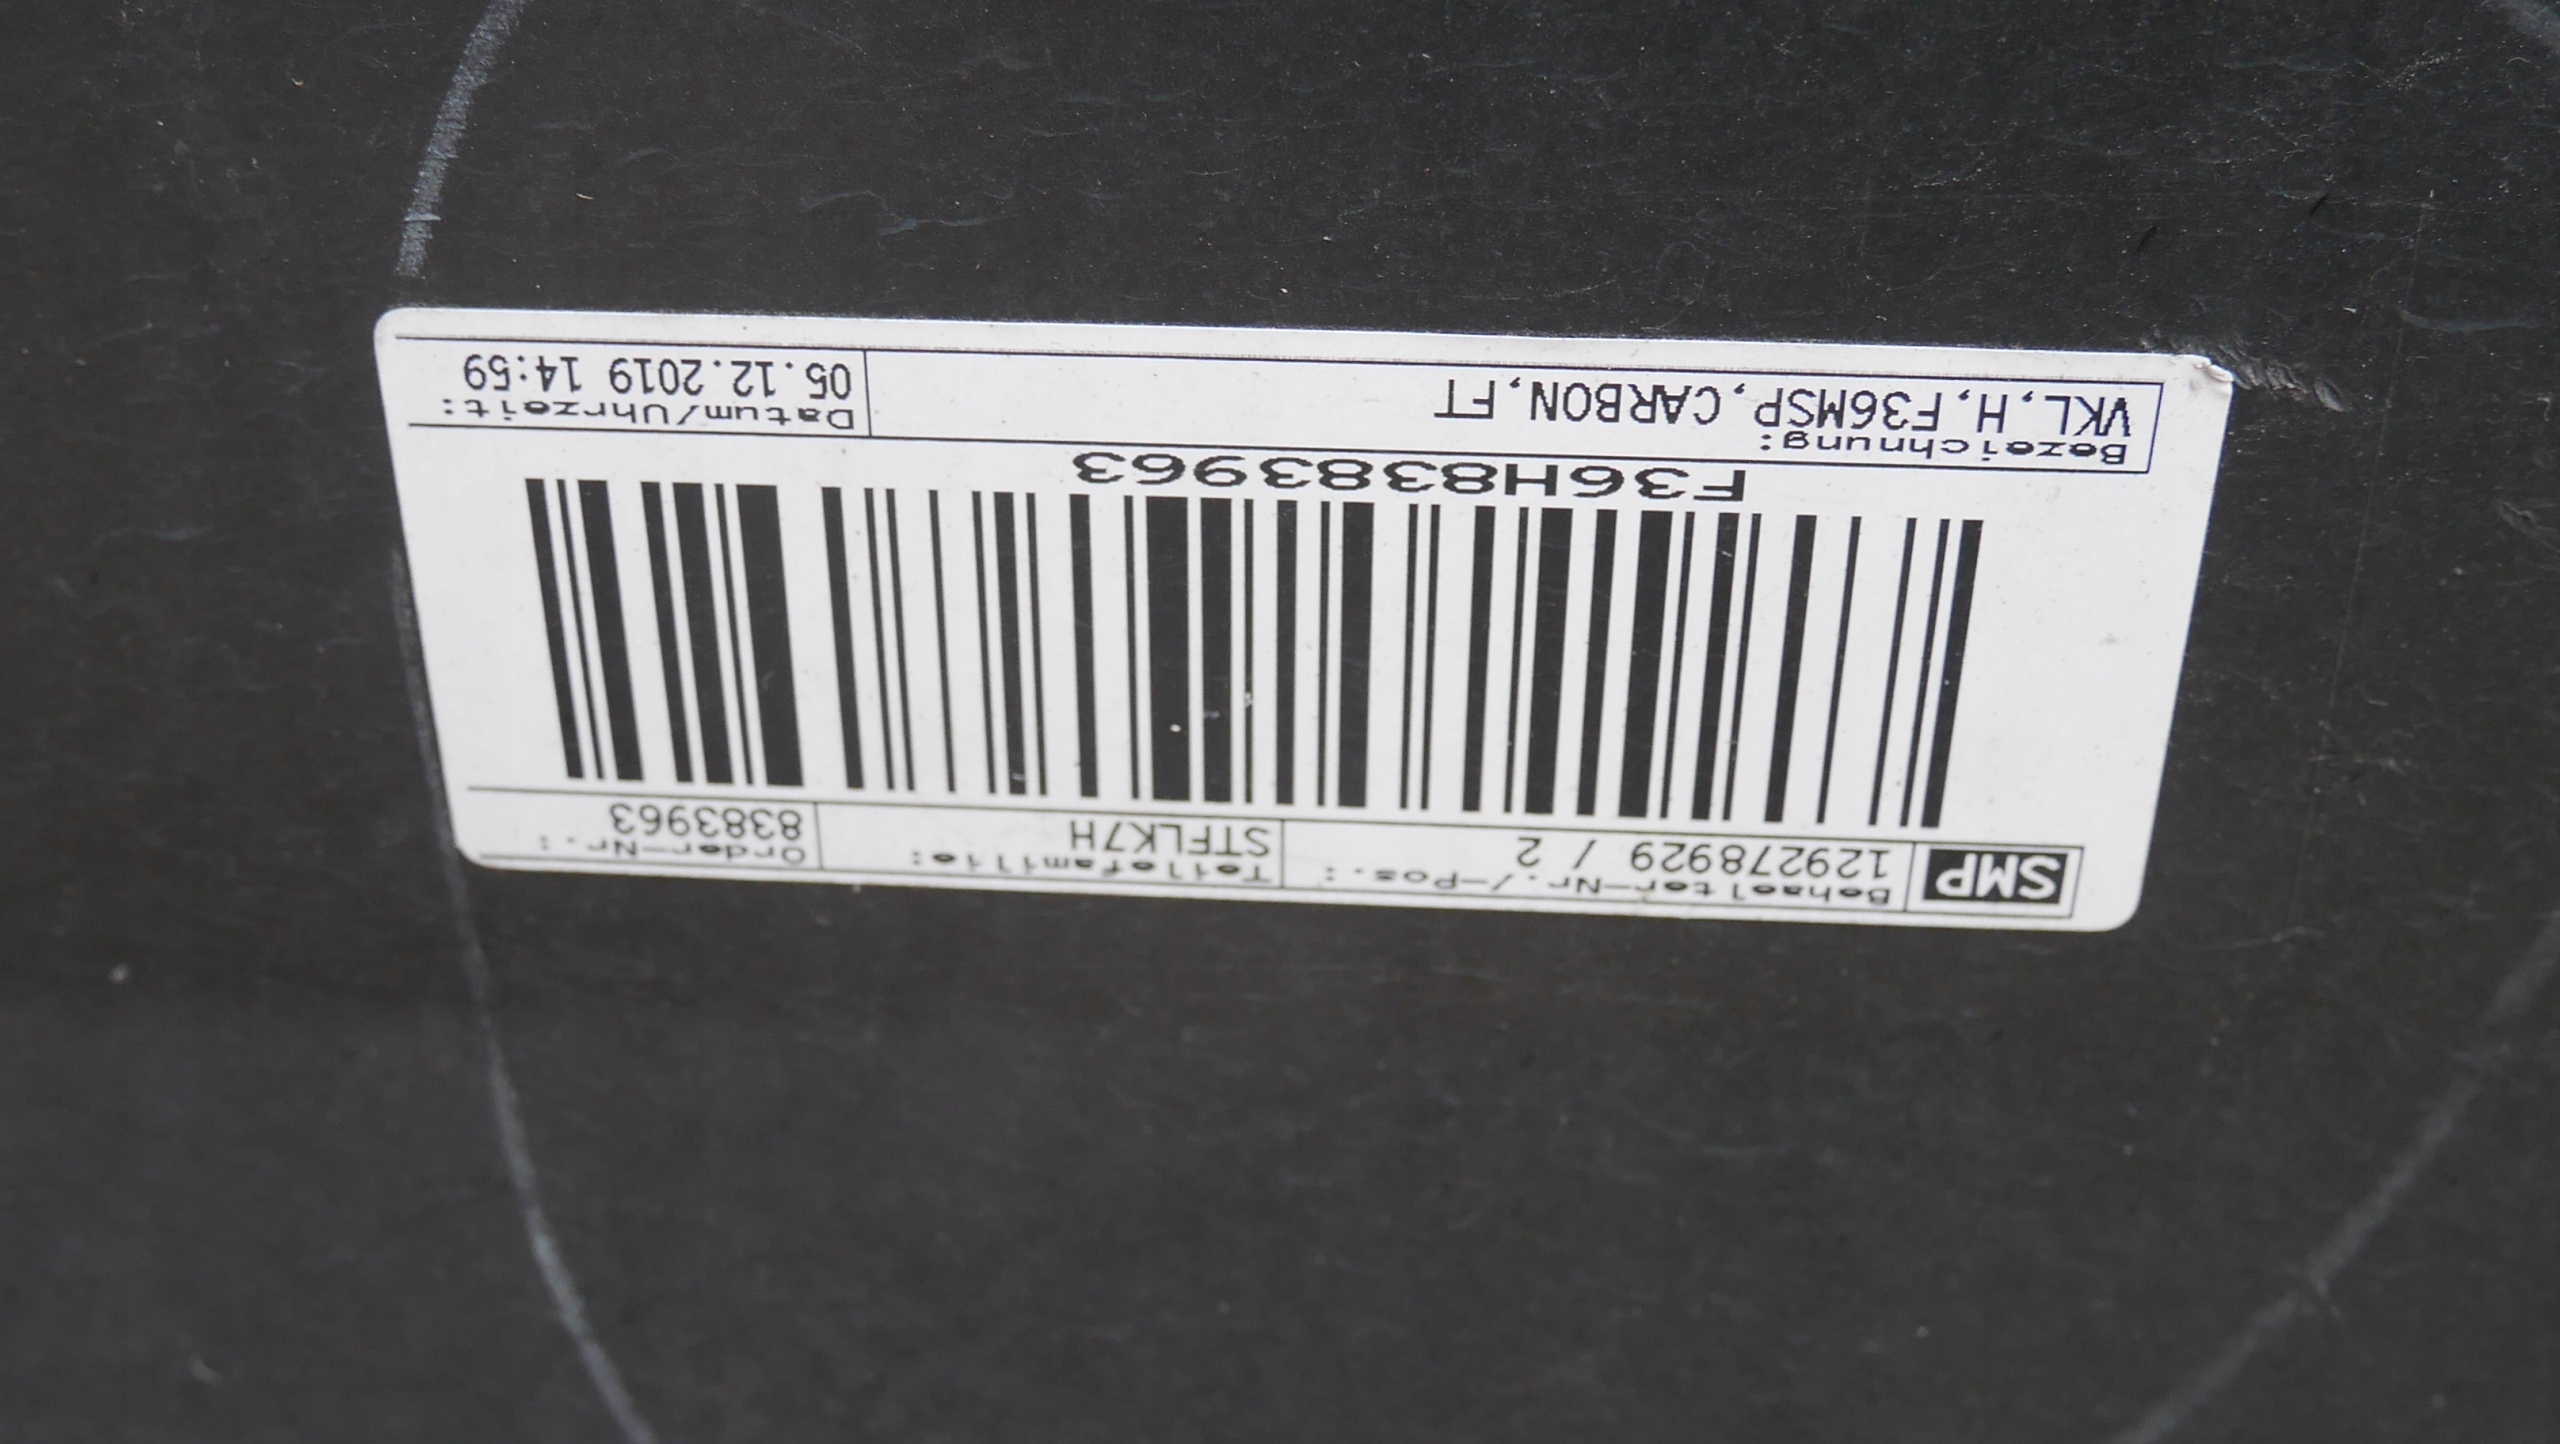 SMP
Behaelter-Nr./-Pos.:
129278929 / 2
Teilefamilie:
STFLK7H
Order-Nr.:
8383963
F36H8383963
Bezeichnung:
VKL,H,F36MSP,CARBON,FT
Datum/Uhrzeit:
05.12.2019 14:59